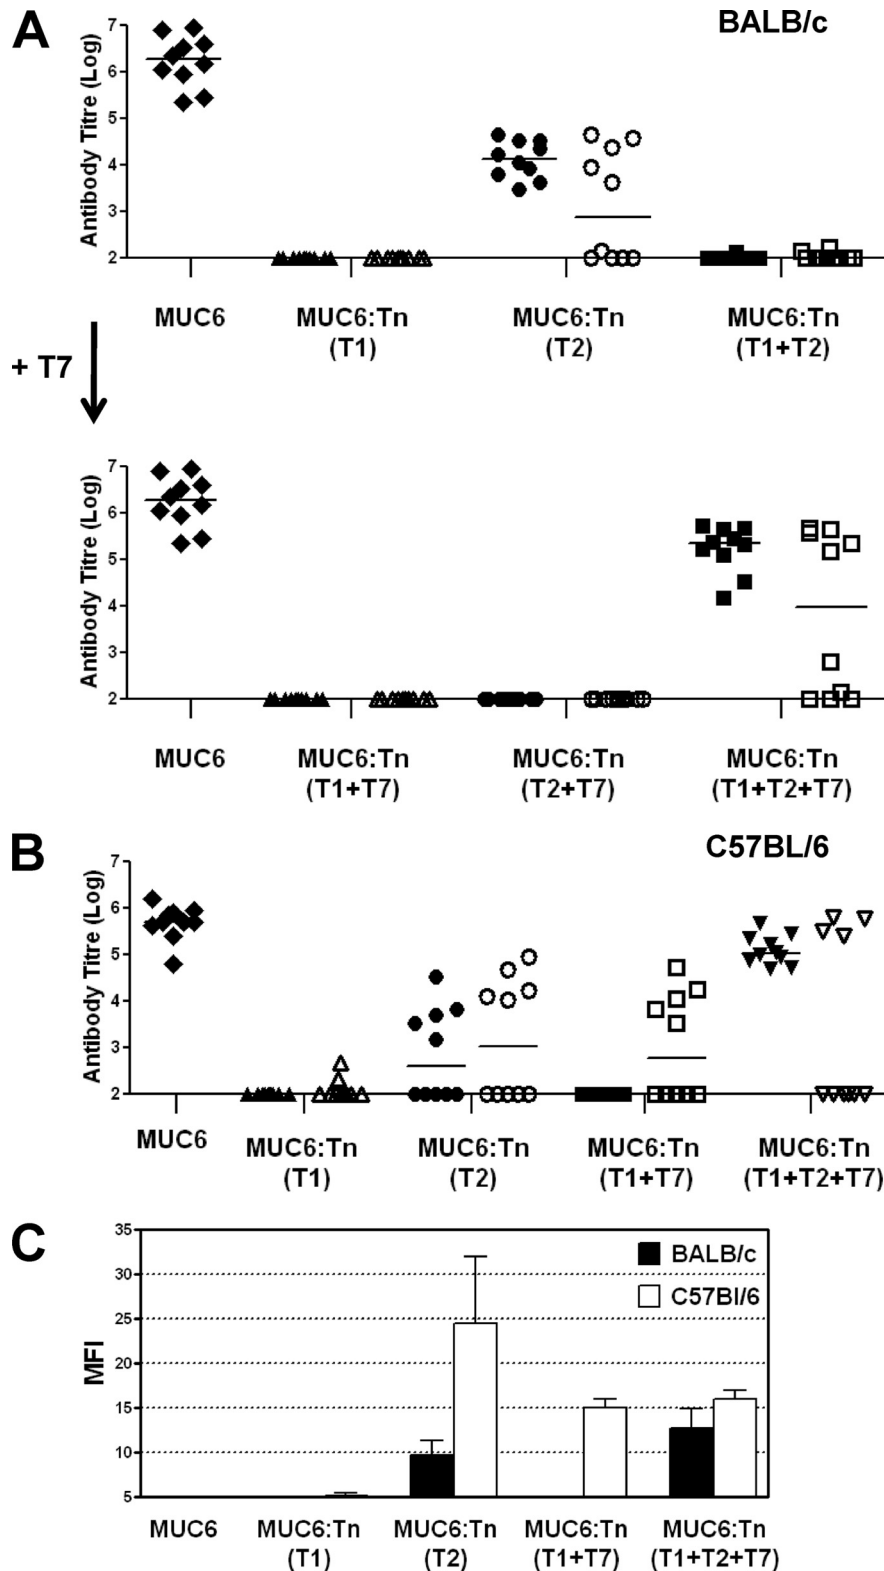 A
BALB/c
Antibody Titre (Log)
7
6
5
4
3
2
MUC6
MUC6:Tn
(T1)
MUC6:Tn
(T2)
MUC6:Tn
(T1+T2)
+ T7
Antibody Titre (Log)
7
6
5
4
3
2
MUC6
MUC6:Tn
(T1+T7)
MUC6:Tn
(T2+T7)
MUC6:Tn
(T1+T2+T7)
B
C57BL/6
Antibody Titre (Log)
7
6
5
4
3
2
MUC6
MUC6:Tn
(T1)
MUC6:Tn
(T2)
MUC6:Tn
(T1+T7)
MUC6:Tn
(T1+T2+T7)
C
MFI
35
30
25
20
15
10
5
BALB/c
C57Bl/6
MUC6
MUC6:Tn
(T1)
MUC6:Tn
(T2)
MUC6:Tn
(T1+T7)
MUC6:Tn
(T1+T2+T7)